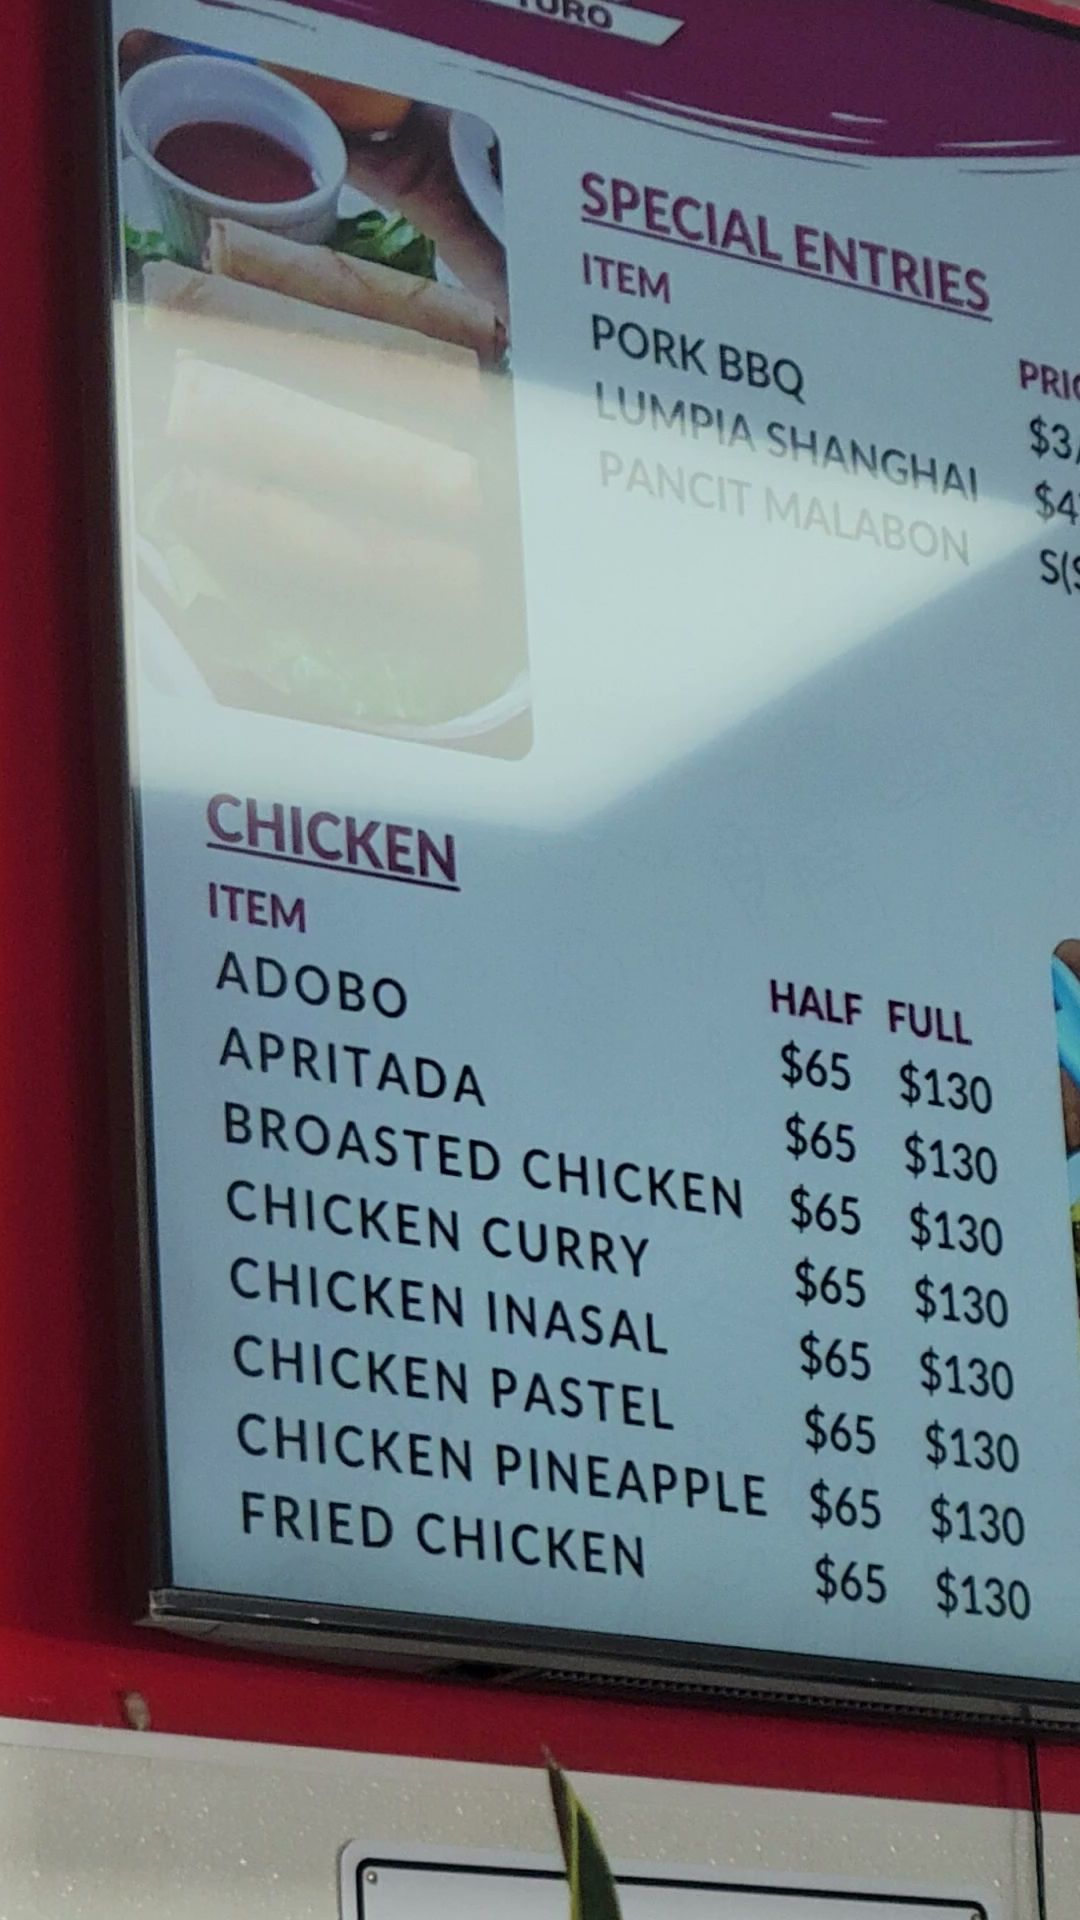 TURO
SPECIAL ENTRIES
ITEM
PORK BBQ $3/
LUMPIA SHANGHAI
PANCIT MALABON
CHICKEN
ITEM HALF FULL
ADOBO $65 $130
APRITADA $65 $130
BROASTED CHICKEN $65 $130
CHICKEN CURRY $65 $130
CHICKEN INASAL $65 $130
CHICKEN PASTEL $65 $130
CHICKEN PINEAPPLE $65 $130
FRIED CHICKEN $65 $130